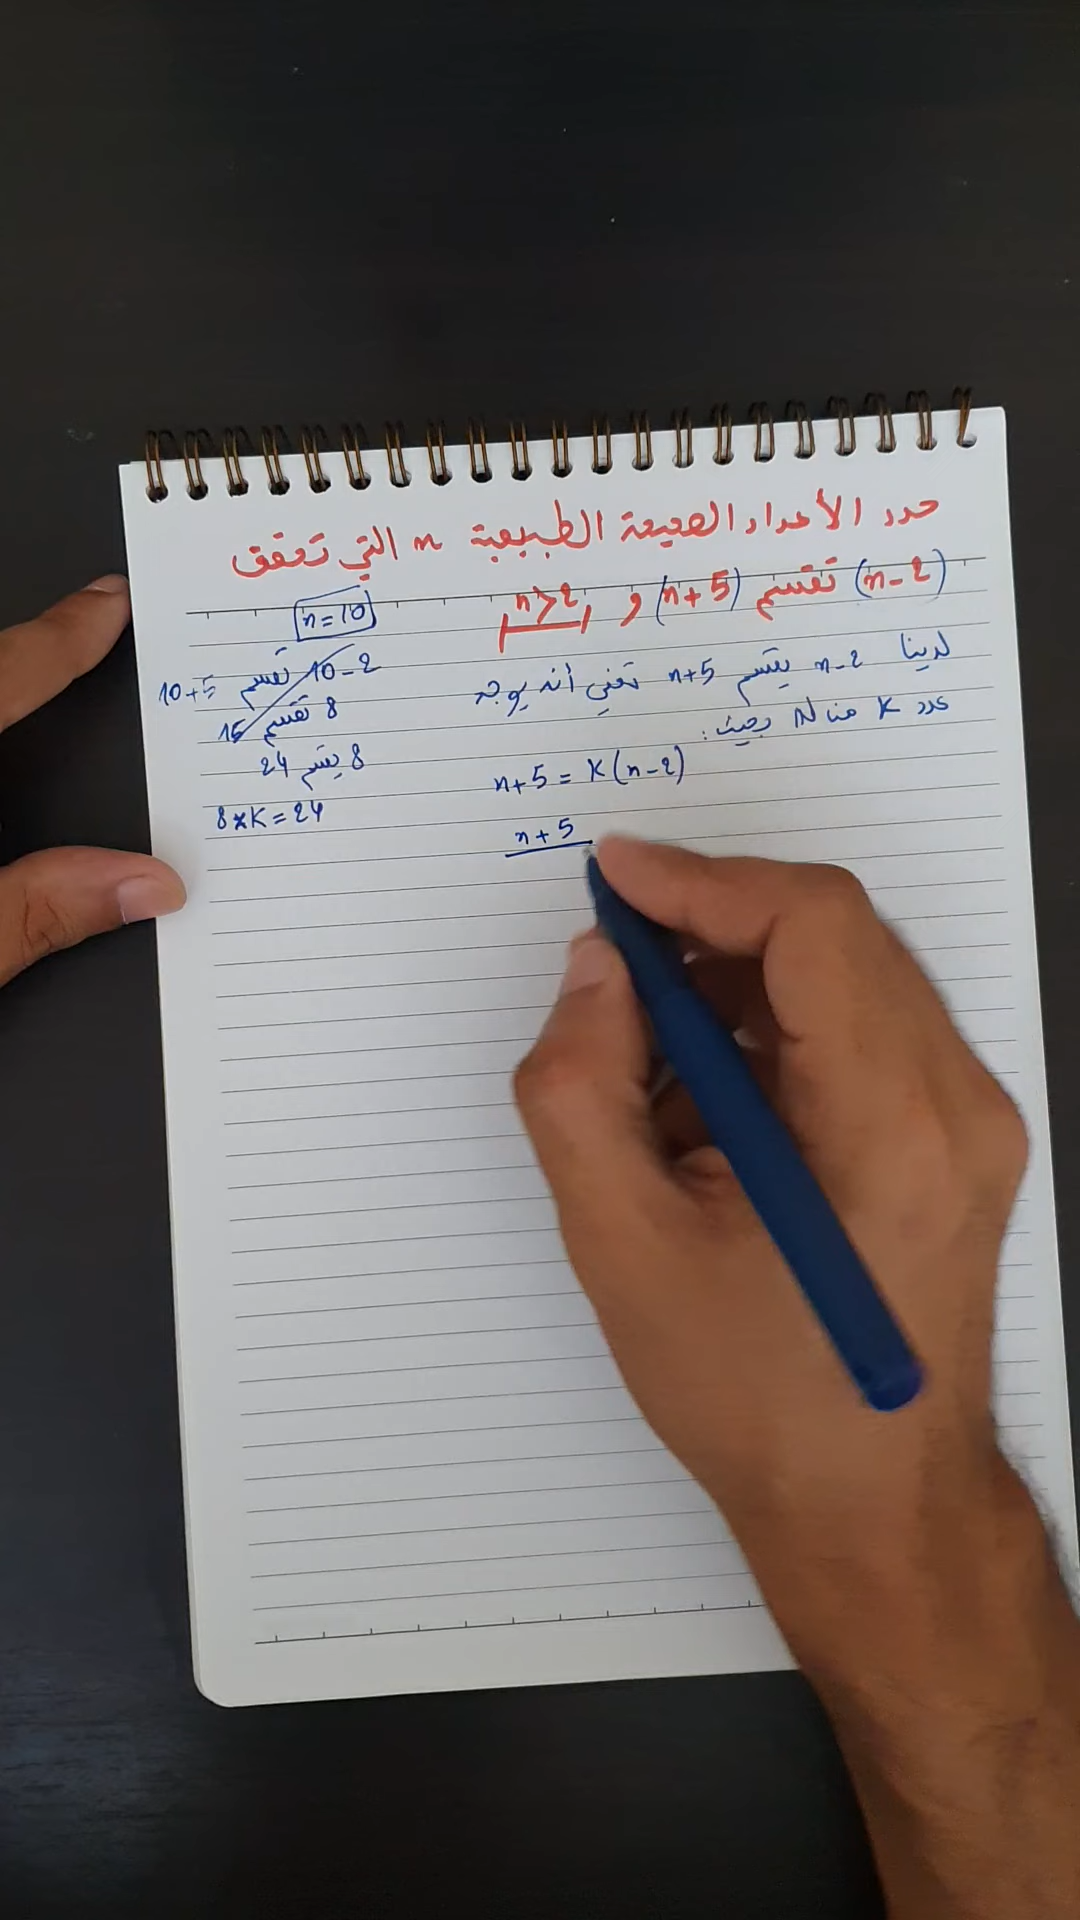 حدد الأعداد الصحيحة الطبيعية n التي تحقق
(n-2) تقسم (n+5) و n>2
لدينا n-2 يقسم n+5 تعني أنه يوجد
عدد K من ℕ بحيث:
n+5 = K(n-2)
n+5
n=10
10-2 تقسم 10+5
8 تقسم 15
8 يقسم 24
8×K=24